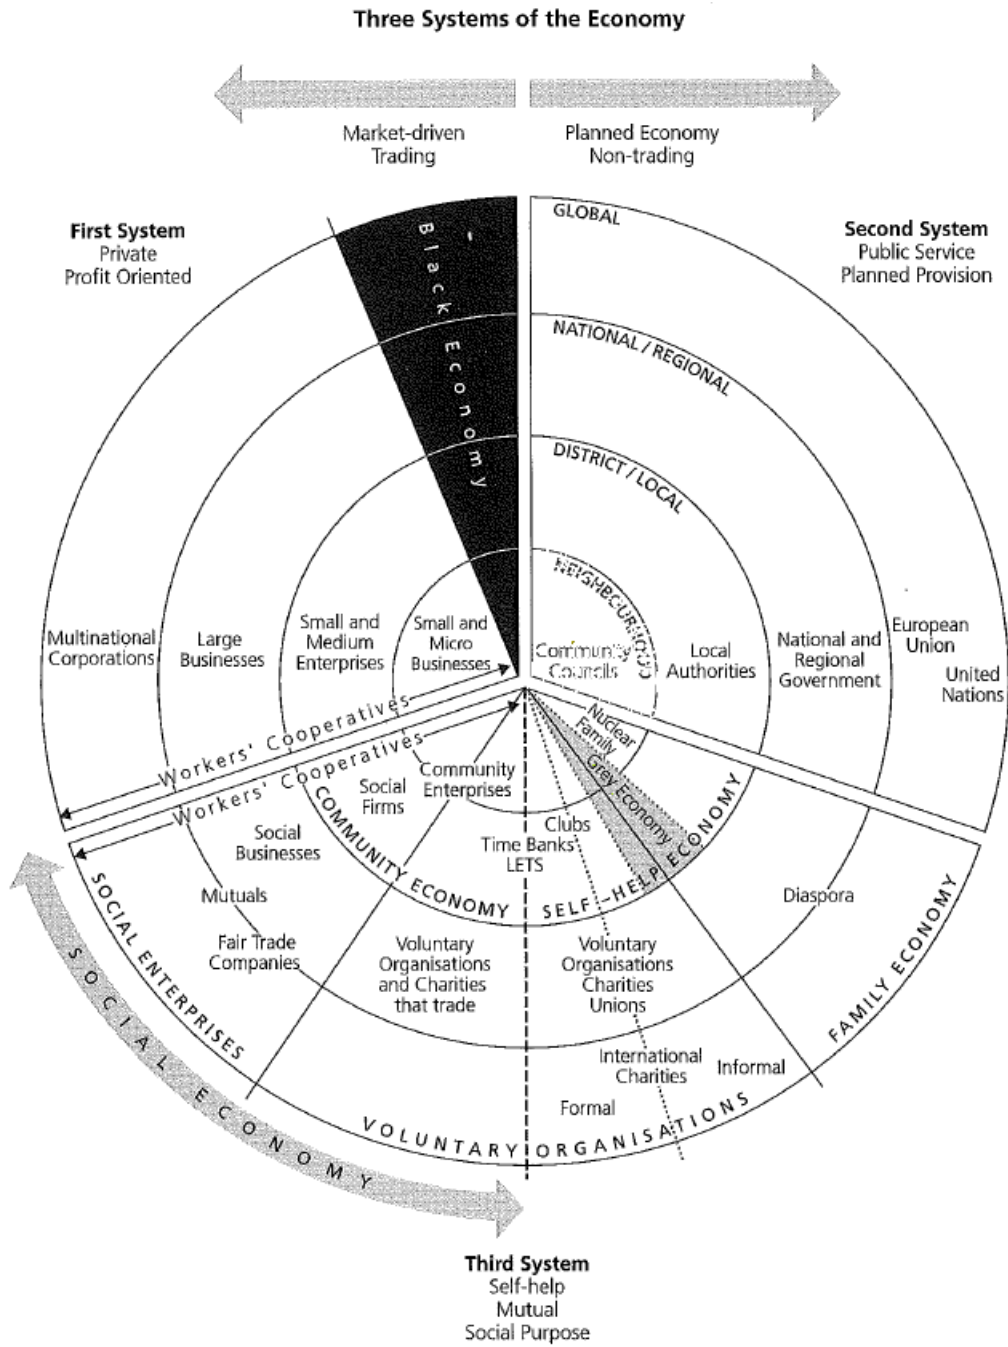 Three Systems of the Economy
Market-driven
Trading
Planned Economy
Non-trading
First System
Private
Profit Oriented
Second System
Public Service
Planned Provision
Black Economy
GLOBAL
NATIONAL / REGIONAL
DISTRICT / LOCAL
NEIGHBOURHOOD
Multinational
Corporations
Large
Businesses
Small and
Medium
Enterprises
Small and
Micro
Businesses
Community
Councils
Local
Authorities
National and
Regional
Government
European
Union
United
Nations
Workers' Cooperatives
Workers' Cooperatives
Nuclear
Family
Grey Economy
Social
Firms
Community
Enterprises
Social
Businesses
Clubs
Time Banks
LETS
COMMUNITY ECONOMY
SELF-HELP ECONOMY
Mutuals
Fair Trade
Companies
Voluntary
Organisations
and Charities
that trade
Voluntary
Organisations
Charities
Unions
Diaspora
International
Charities
Informal
Formal
SOCIAL ENTERPRISES
VOLUNTARY ORGANISATIONS
FAMILY ECONOMY
SOCIAL ECONOMY
Third System
Self-help
Mutual
Social Purpose